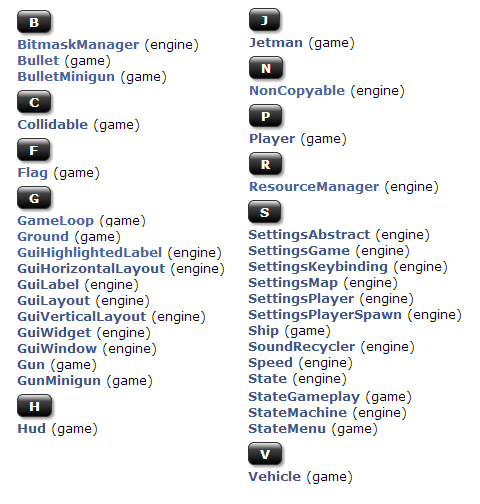 B
BitmaskManager (engine)
Bullet (game)
BulletMinigun (game)
C
Collidable (game)
F
Flag (game)
G
GameLoop (game)
Ground (game)
GuiHighlightedLabel (engine)
GuiHorizontalLayout (engine)
GuiLabel (engine)
GuiLayout (engine)
GuiVerticalLayout (engine)
GuiWidget (engine)
GuiWindow (engine)
Gun (game)
GunMinigun (game)
H
Hud (game)
J
Jetman (game)
N
NonCopyable (engine)
P
Player (game)
R
ResourceManager (engine)
S
SettingsAbstract (engine)
SettingsGame (engine)
SettingsKeybinding (engine)
SettingsMap (engine)
SettingsPlayer (engine)
SettingsPlayerSpawn (engine)
Ship (game)
SoundRecycler (engine)
Speed (engine)
State (engine)
StateGameplay (game)
StateMachine (engine)
StateMenu (game)
V
Vehicle (game)